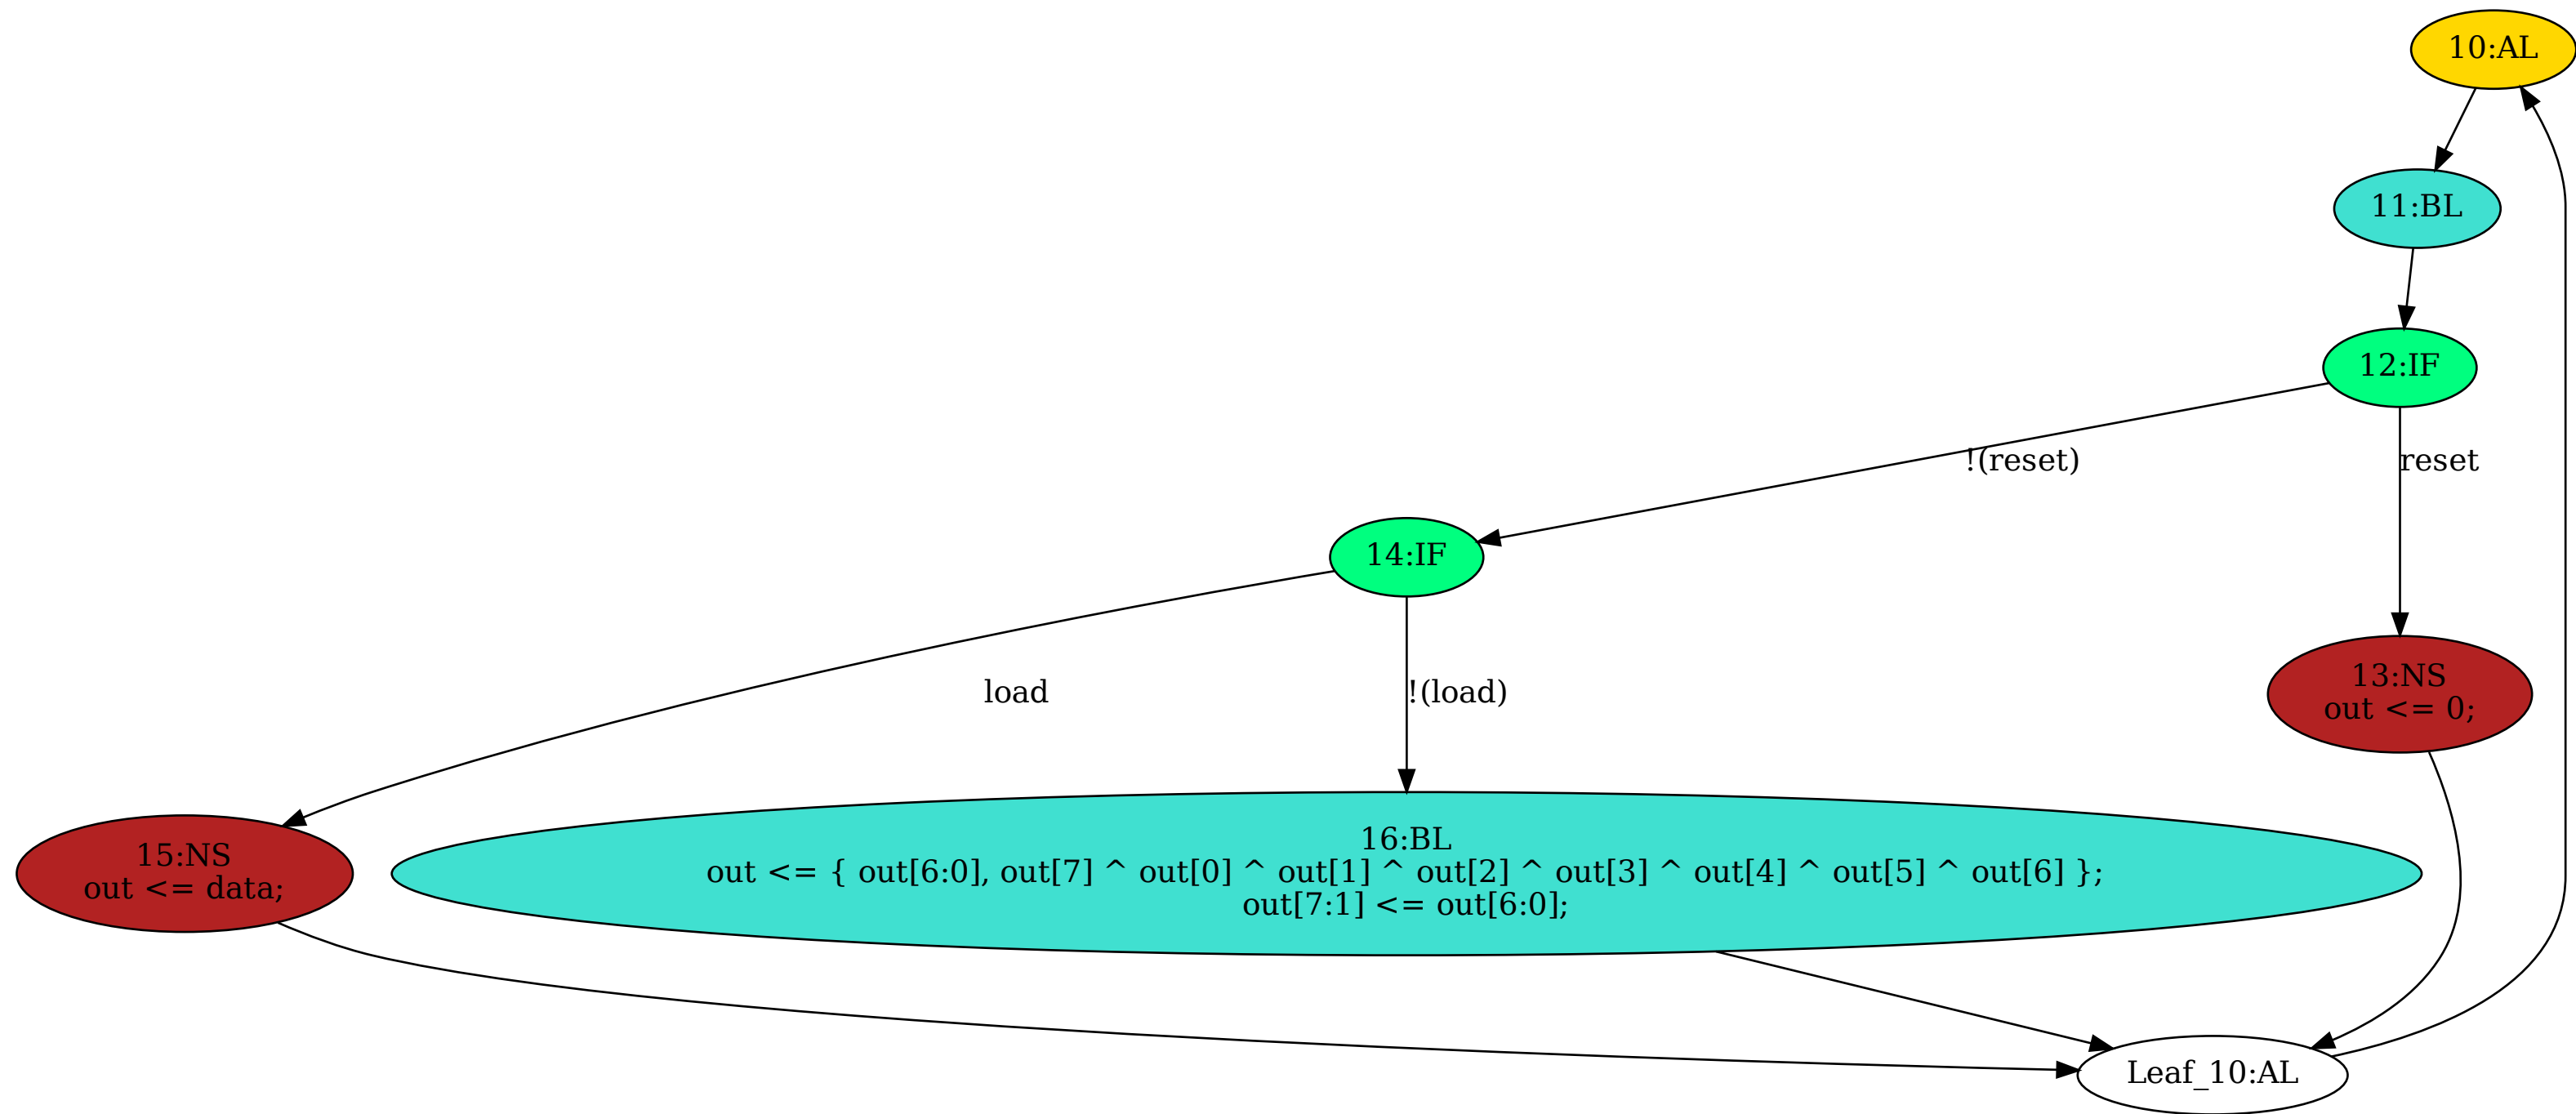 10:AL
11:BL
12:IF
!(reset)
reset
14:IF
load
!(load)
13:NS
out <= 0;
15:NS
out <= data;
16:BL
out <= { out[6:0], out[7] ^ out[0] ^ out[1] ^ out[2] ^ out[3] ^ out[4] ^ out[5] ^ out[6] };
out[7:1] <= out[6:0];
Leaf_10:AL